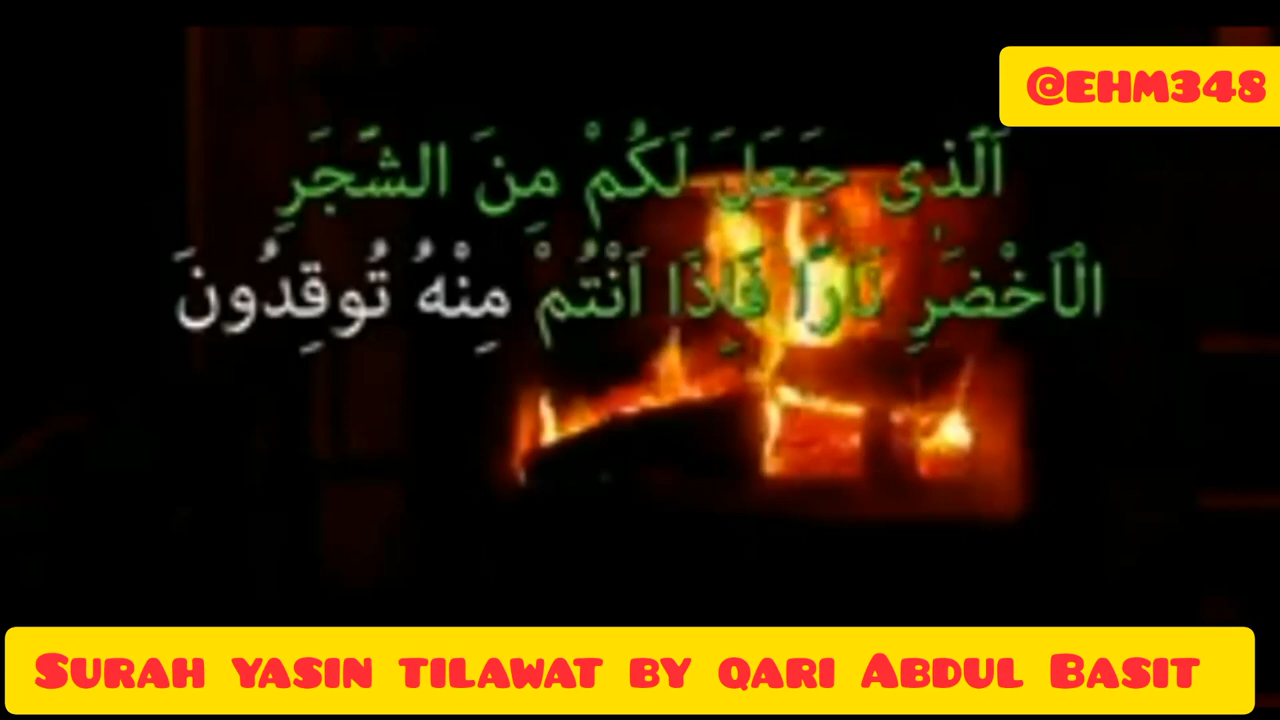 @EHM348
اَلَّذِی جَعَلَ لَكُمْ مِنَ الشَّجَرِ
الْاَخْضَرِ نَارًا فَاِذَا اَنْتُمْ مِنْهُ تُوقِدُونَ
Surah yasin tilawat by qari Abdul Basit